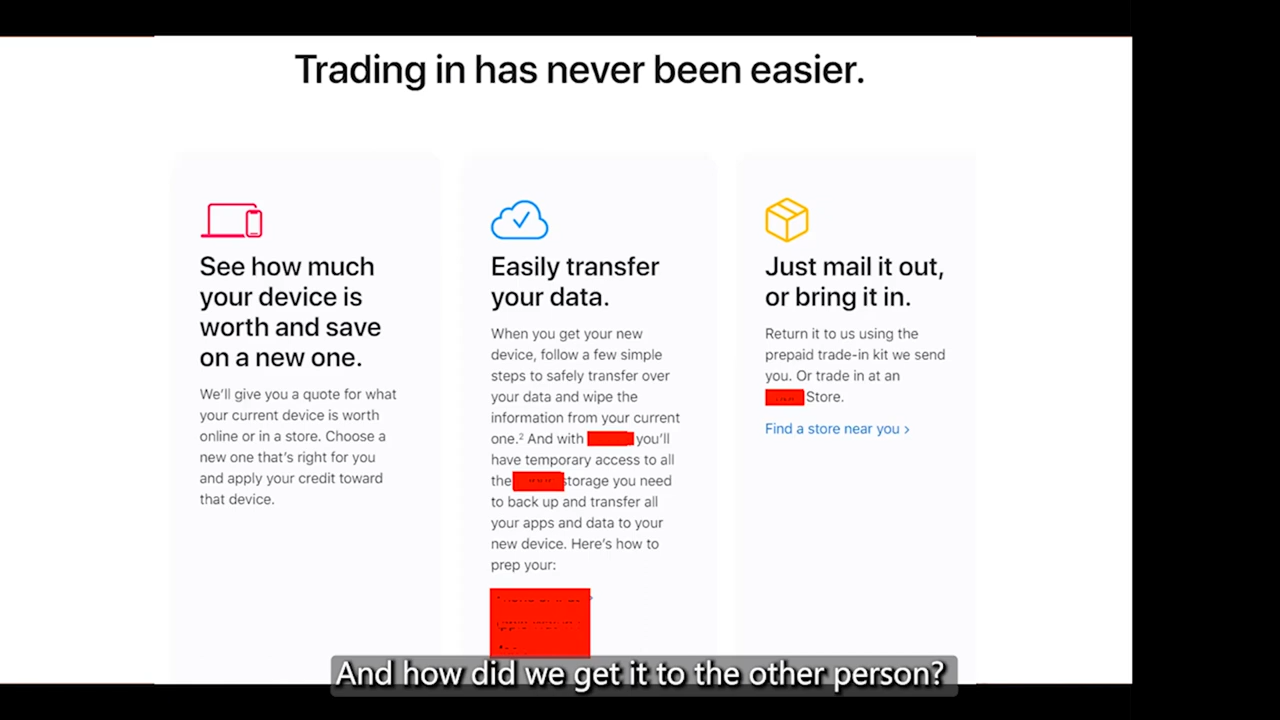 Trading in has never been easier.
See how much
your device is
worth and save
on a new one.
We’ll give you a quote for what
your current device is worth
online or in a store. Choose a
new one that’s right for you
and apply your credit toward
that device.
Easily transfer
your data.
When you get your new
device, follow a few simple
steps to safely transfer over
your data and wipe the
information from your current
one.² And with you’ll
have temporary access to all
the storage you need
to back up and transfer all
your apps and data to your
new device. Here’s how to
prep your:
Just mail it out,
or bring it in.
Return it to us using the
prepaid trade-in kit we send
you. Or trade in at an
Store.
Find a store near you >
And how did we get it to the other person?